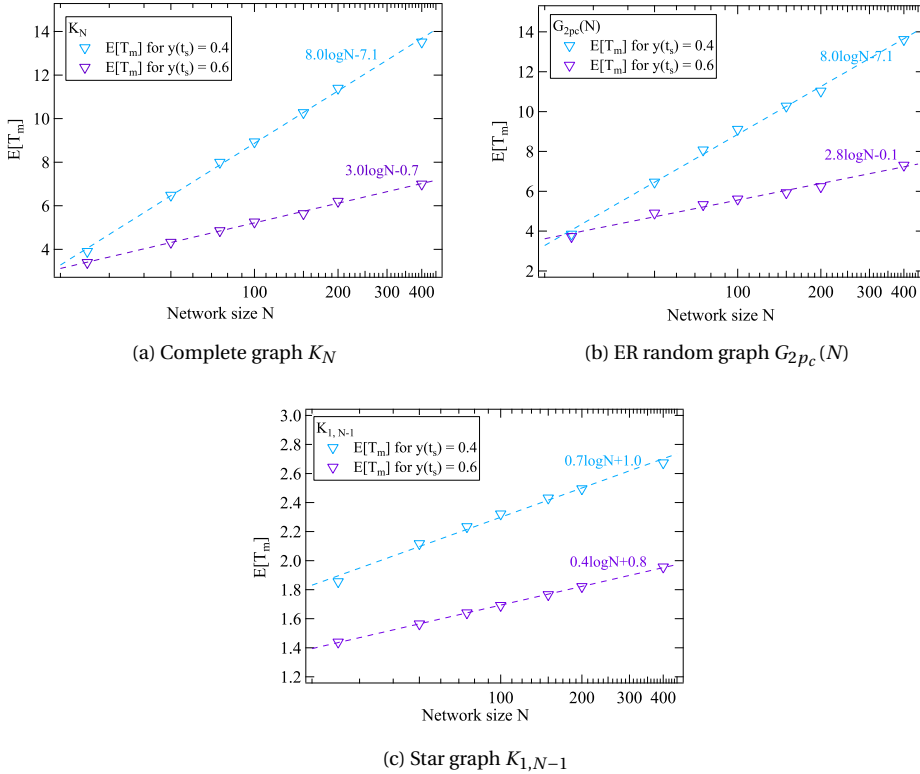 K_N
E[T_m] for y(t_s) = 0.4
E[T_m] for y(t_s) = 0.6
8.0logN-7.1
3.0logN-0.7
E[T_m]
14
12
10
8
6
4
100
200
300
400
Network size N
(a) Complete graph K_N
G_2pc(N)
E[T_m] for y(t_s) = 0.4
E[T_m] for y(t_s) = 0.6
8.0logN-7.1
2.8logN-0.1
E[T_m]
14
12
10
8
6
4
2
100
200
300
400
Network size N
(b) ER random graph G_{2p_c}(N)
K_{1, N-1}
E[T_m] for y(t_s) = 0.4
E[T_m] for y(t_s) = 0.6
0.7logN+1.0
0.4logN+0.8
E[T_m]
3.0
2.8
2.6
2.4
2.2
2.0
1.8
1.6
1.4
1.2
100
200
300
400
Network size N
(c) Star graph K_{1,N−1}